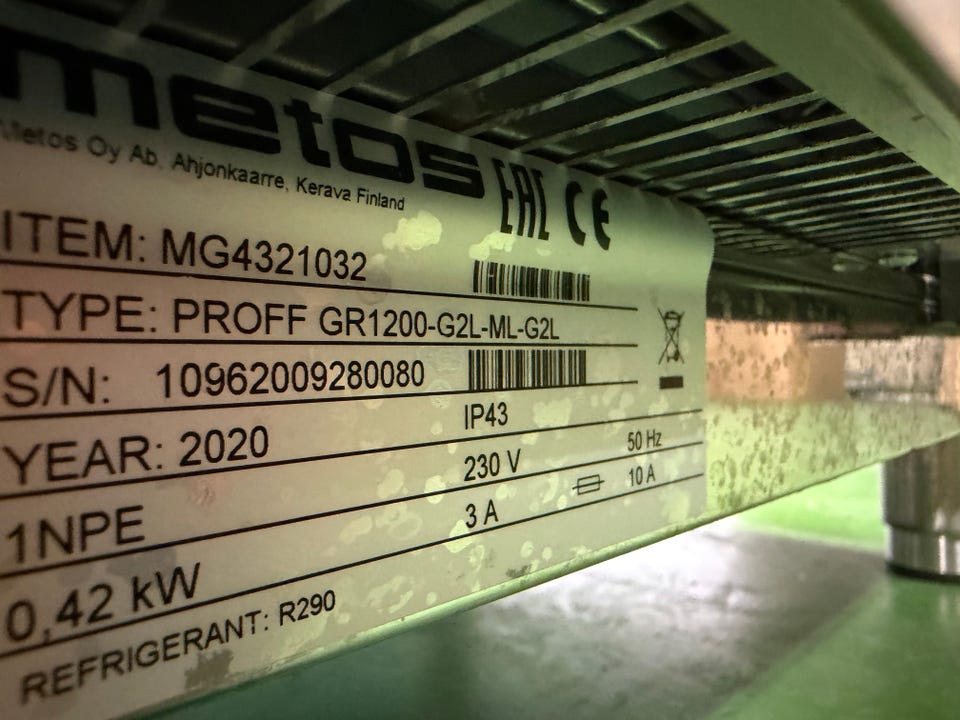 metos
Metos Oy Ab, Ahjonkaarre, Kerava Finland
EAC CE
ITEM: MG4321032
TYPE: PROFF GR1200-G2L-ML-G2L
S/N: 10962009280080
YEAR: 2020 IP43
1NPE 230 V 50 Hz
0,42 kW 3 A 10 A
REFRIGERANT: R290